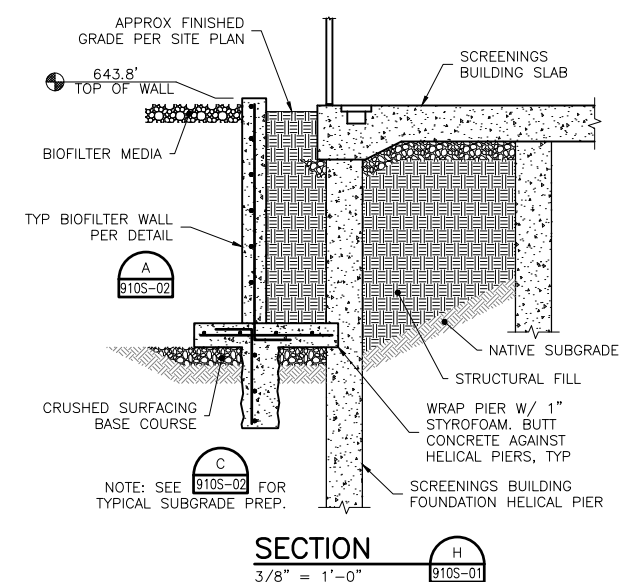 APPROX FINISHED
GRADE PER SITE PLAN
643.8'
TOP OF WALL
SCREENINGS
BUILDING SLAB
BIOFILTER MEDIA
TYP BIOFILTER WALL
PER DETAIL
A
910S-02
NATIVE SUBGRADE
STRUCTURAL FILL
CRUSHED SURFACING
BASE COURSE
WRAP PIER W/ 1"
STYROFOAM. BUTT
CONCRETE AGAINST
HELICAL PIERS, TYP
C
NOTE: SEE 910S-02 FOR
TYPICAL SUBGRADE PREP.
SCREENINGS BUILDING
FOUNDATION HELICAL PIER
SECTION
H
3/8" = 1'-0"
910S-01